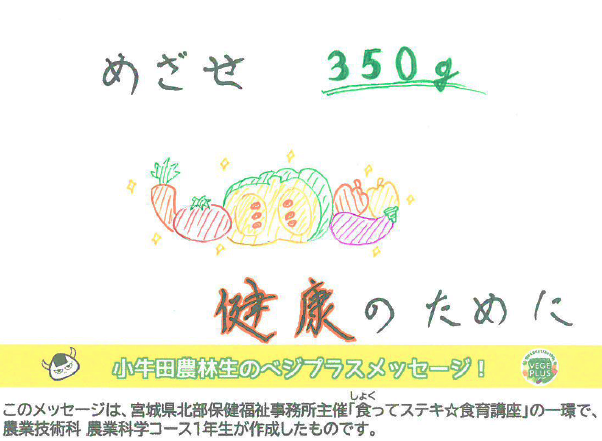 めざせ 350g
健康のために
小牛田農林生のベジプラスメッセージ！
VEGE
PLUS
しょく
このメッセージは、宮城県北部保健福祉事務所主催「食ってステキ☆食育講座」の一環で、
農業技術科 農業科学コース1年生が作成したものです。